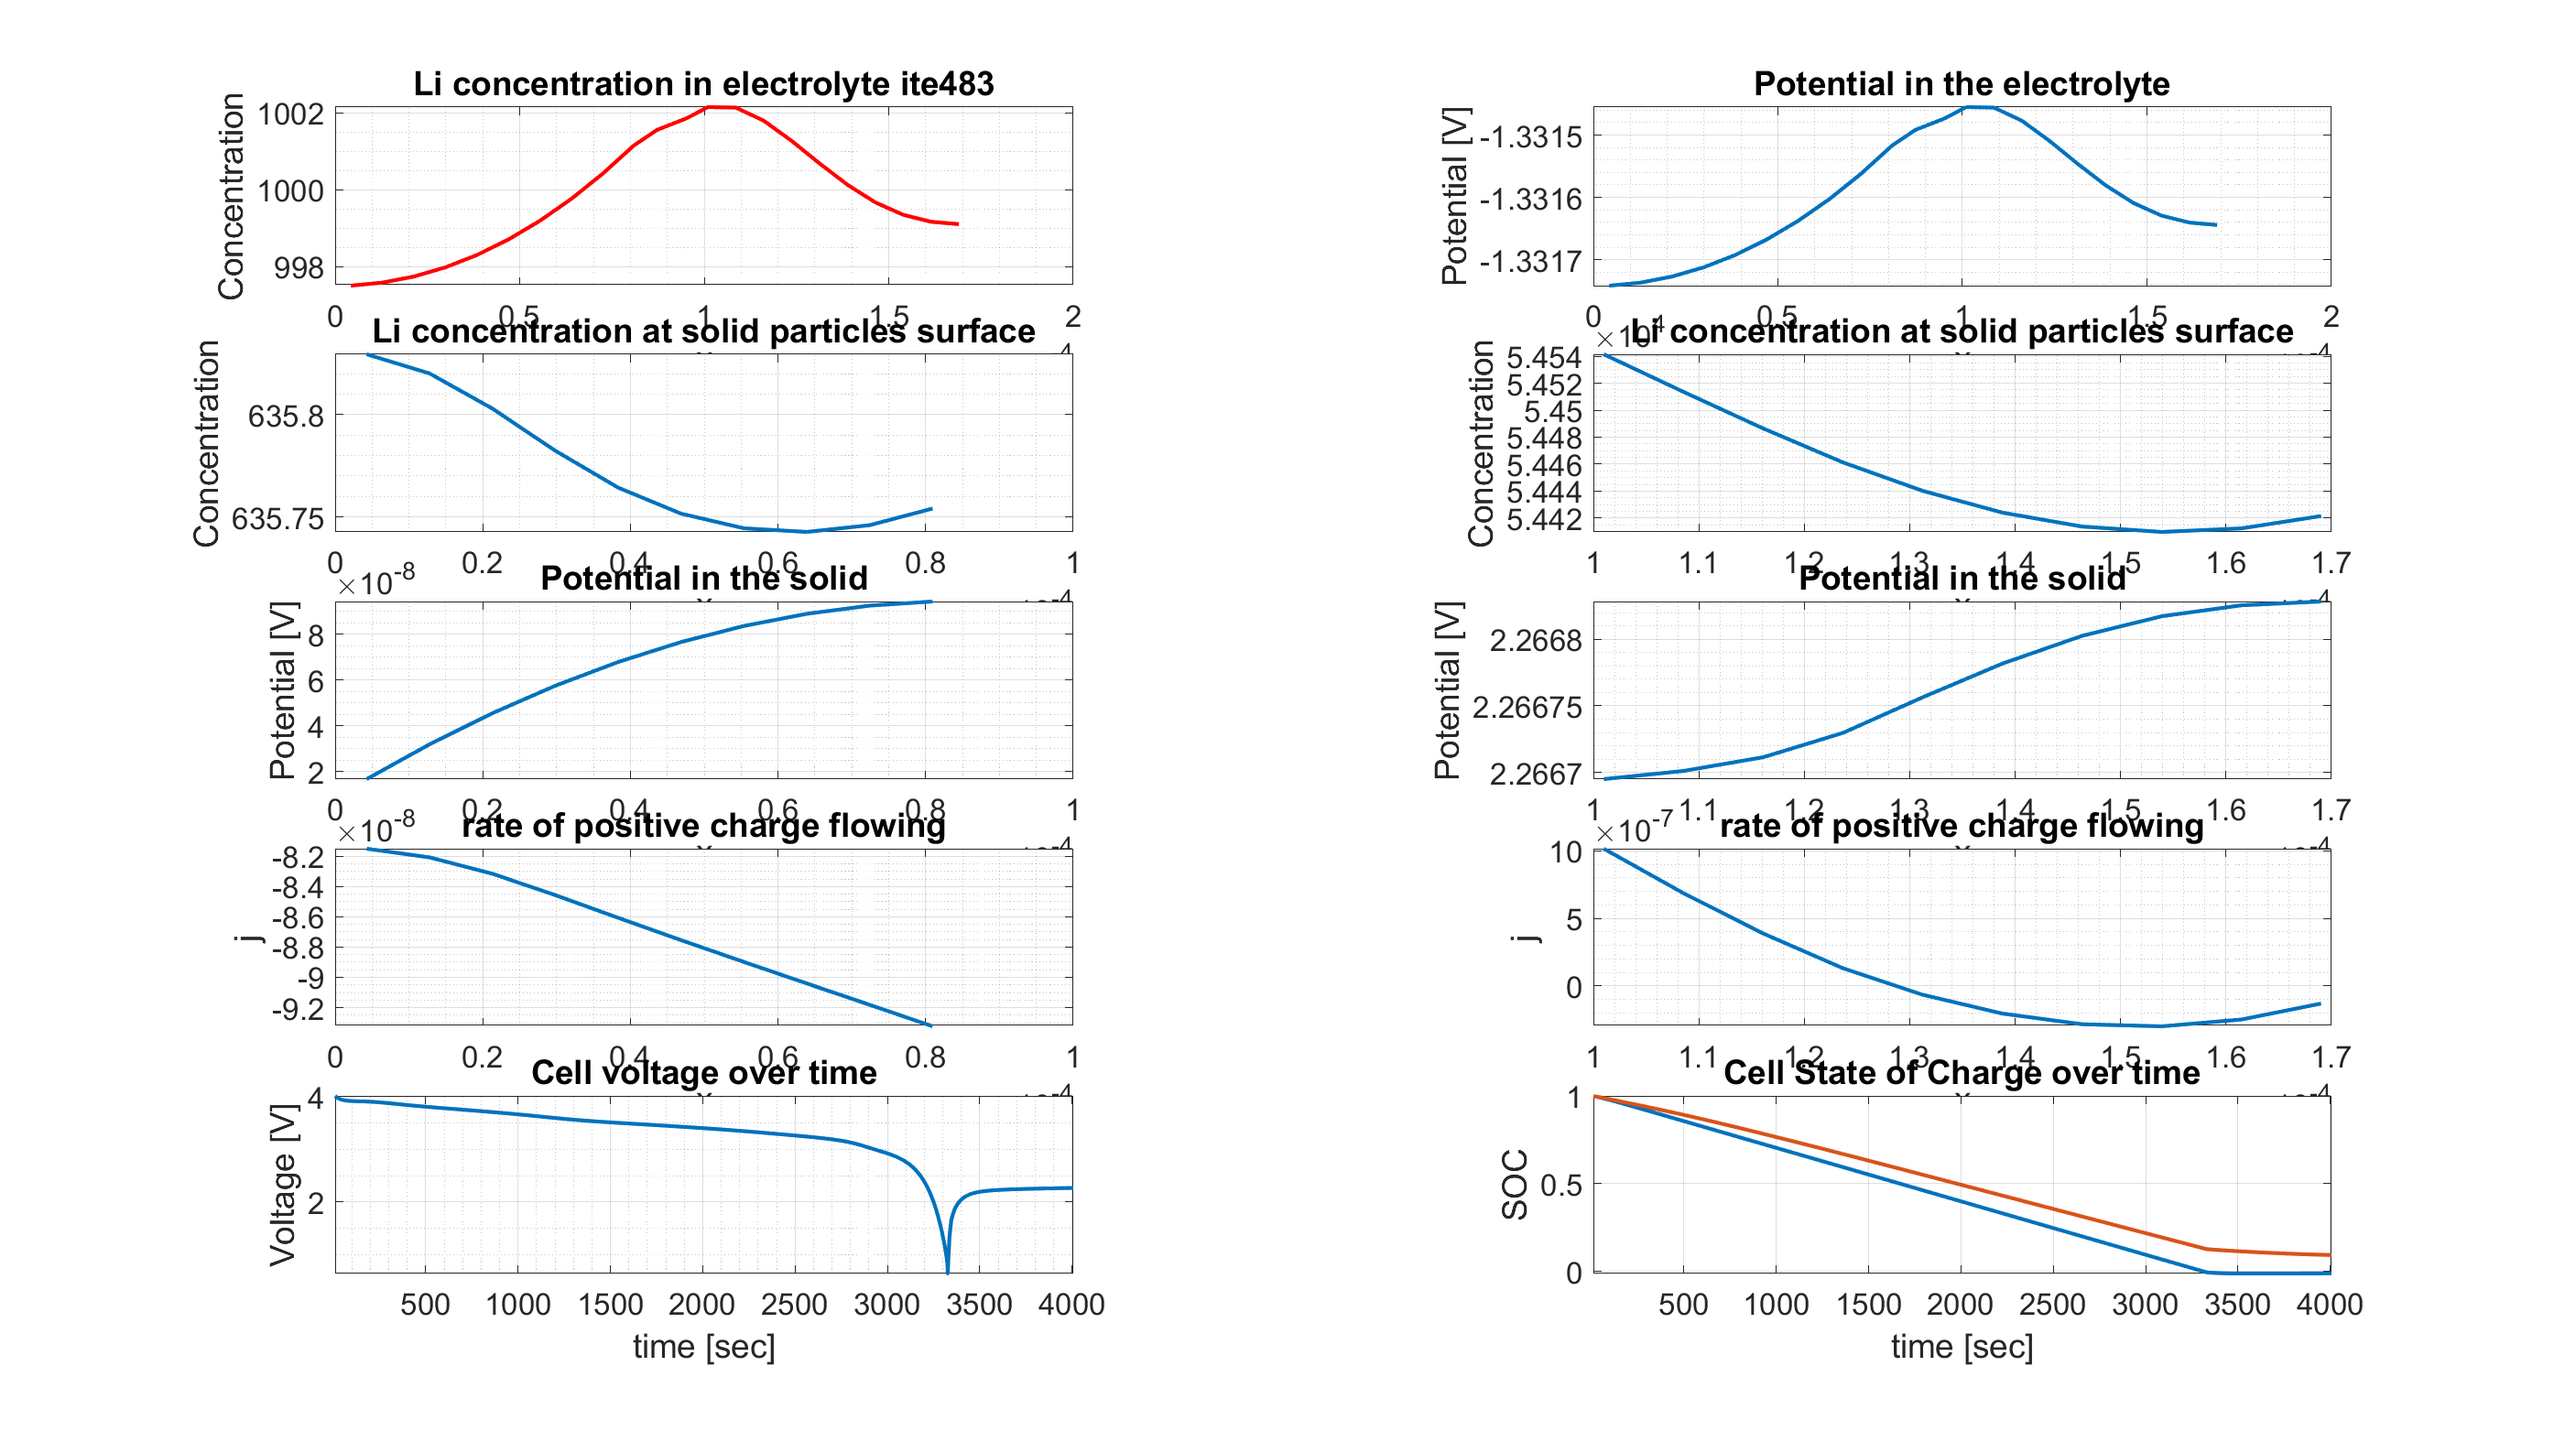 Li concentration in electrolyte ite483
Concentration
1002
1000
998
0 0.5 1 1.5 2
Potential in the electrolyte
Potential [V]
-1.3315
-1.3316
-1.3317
0 0.5 1 1.5 2
Li concentration at solid particles surface
Concentration
635.8
635.75
0 0.2 0.4 0.6 0.8 1
Li concentration at solid particles surface
Concentration
5.454
5.452
5.45
5.448
5.446
5.444
5.442
1 1.1 1.2 1.3 1.4 1.5 1.6 1.7
Potential in the solid
×10-8
Potential [V]
8
6
4
2
0 0.2 0.4 0.6 0.8 1
Potential in the solid
Potential [V]
2.2668
2.26675
2.2667
1 1.1 1.2 1.3 1.4 1.5 1.6 1.7
rate of positive charge flowing
×10-8
j
-8.2
-8.4
-8.6
-8.8
-9
-9.2
0 0.2 0.4 0.6 0.8 1
rate of positive charge flowing
×10-7
j
10
5
0
1 1.1 1.2 1.3 1.4 1.5 1.6 1.7
Cell voltage over time
Voltage [V]
4
2
500 1000 1500 2000 2500 3000 3500 4000
time [sec]
Cell State of Charge over time
SOC
1
0.5
0
500 1000 1500 2000 2500 3000 3500 4000
time [sec]